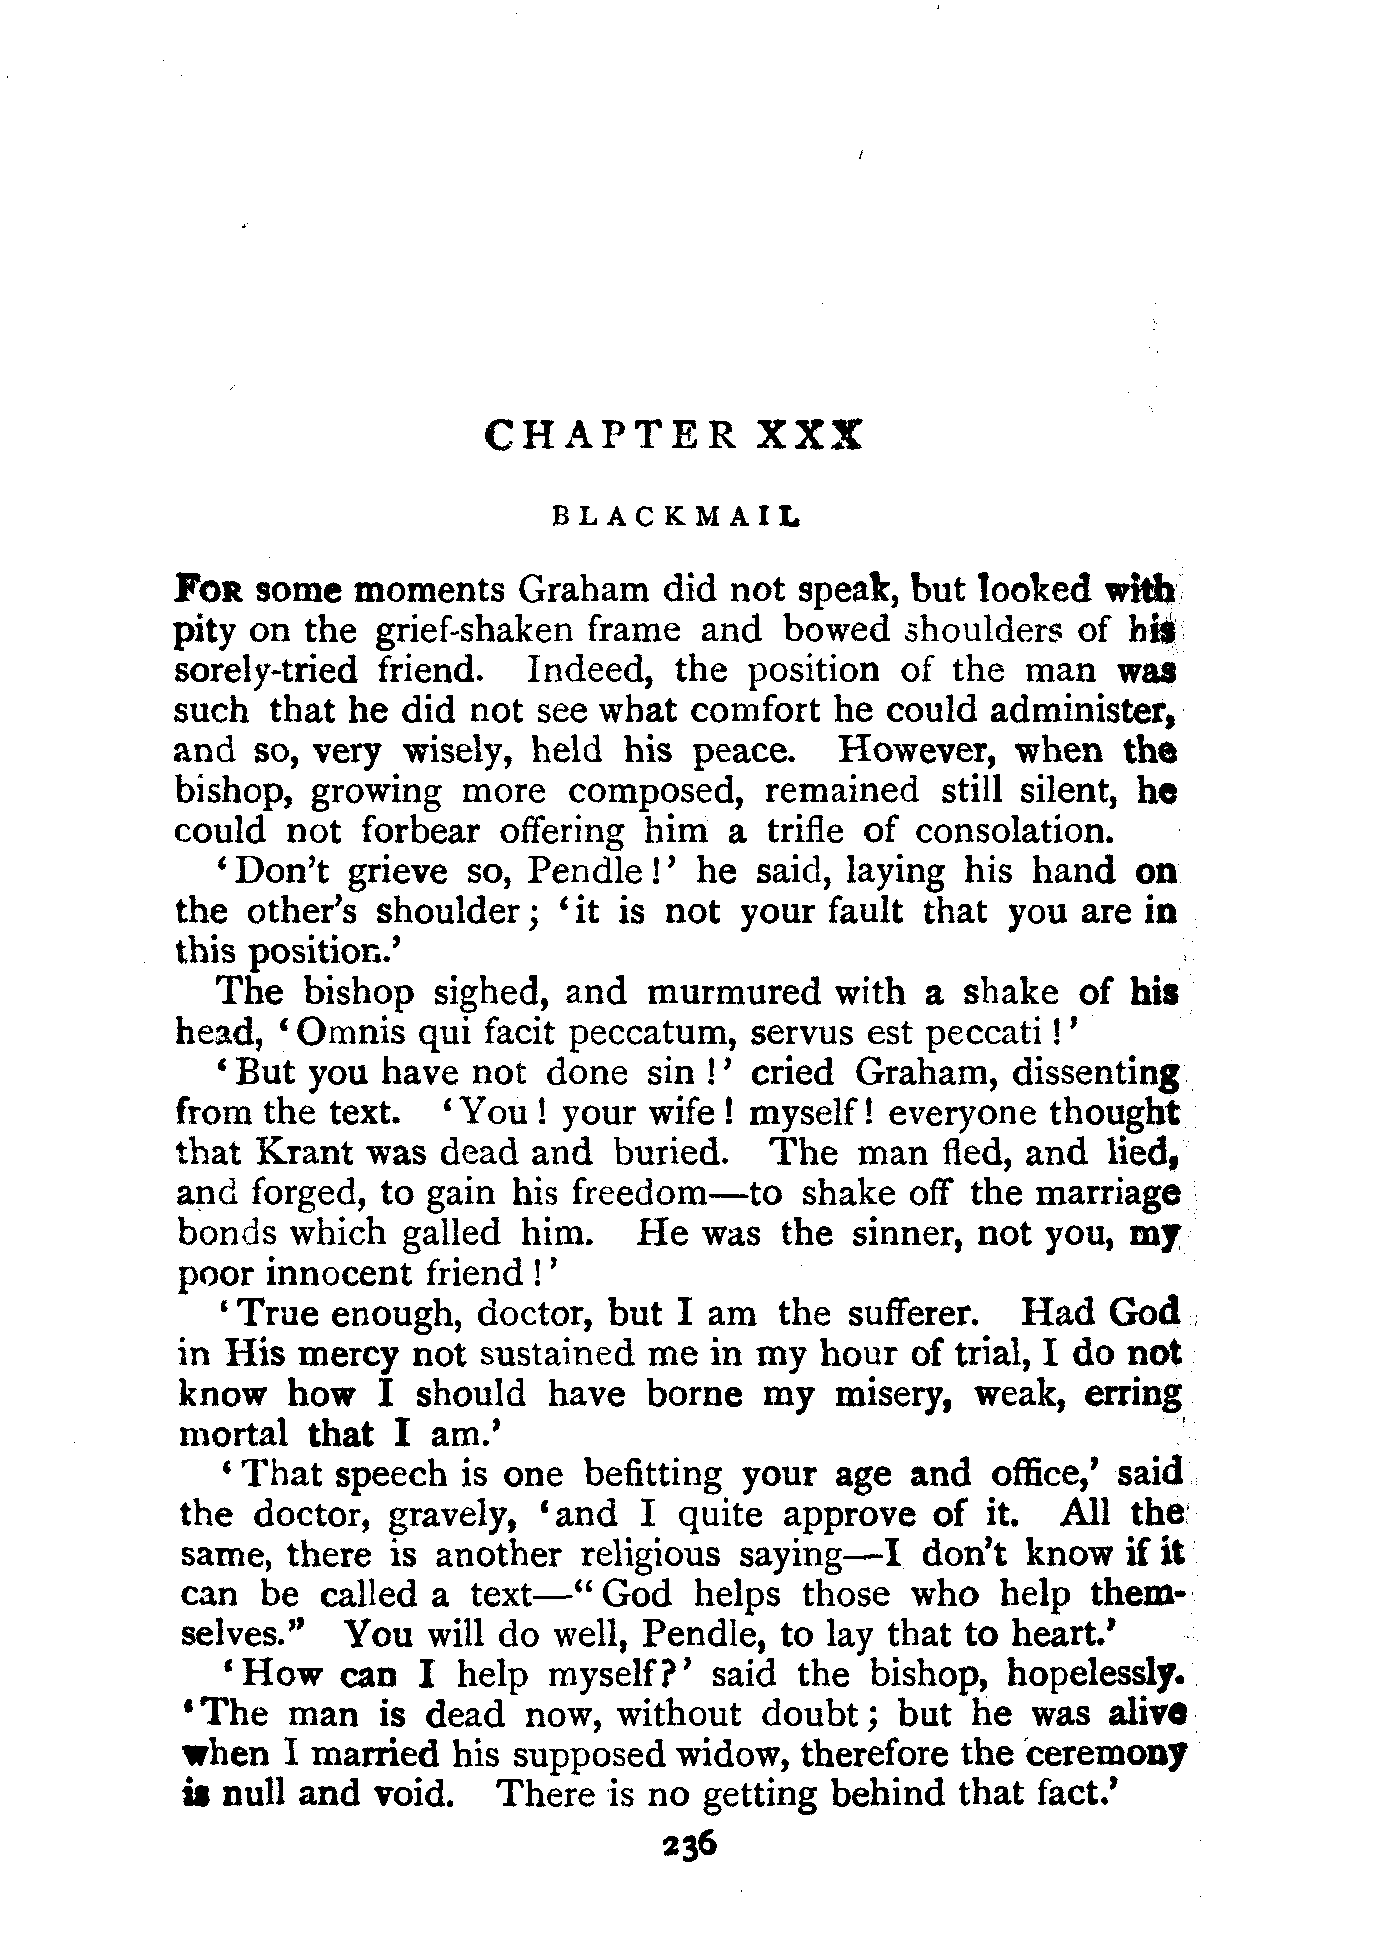 CHAPTER XXX
BLACKMAIL
FOR some moments Graham did not speak, but looked with
pity on the grief-shaken frame and bowed shoulders of his
sorely-tried friend. Indeed, the position of the man was
such that he did not see what comfort he could administer,
and so, very wisely, held his peace. However, when the
bishop, growing more composed, remained still silent, he
could not forbear offering him a trifle of consolation.
‘Don't grieve so, Pendle!’ he said, laying his hand on
the other's shoulder; ‘it is not your fault that you are in
this position.’
The bishop sighed, and murmured with a shake of his
head, ‘Omnis qui facit peccatum, servus est peccati!’
‘But you have not done sin!’ cried Graham, dissenting
from the text. ‘You! your wife! myself! everyone thought
that Krant was dead and buried. The man fled, and lied,
and forged, to gain his freedom—to shake off the marriage
bonds which galled him. He was the sinner, not you, my
poor innocent friend!’
‘True enough, doctor, but I am the sufferer. Had God
in His mercy not sustained me in my hour of trial, I do not
know how I should have borne my misery, weak, erring
mortal that I am.’
‘That speech is one befitting your age and office,’ said
the doctor, gravely, ‘and I quite approve of it. All the
same, there is another religious saying—I don't know if it
can be called a text—“God helps those who help them-
selves.” You will do well, Pendle, to lay that to heart.’
‘How can I help myself?’ said the bishop, hopelessly.
‘The man is dead now, without doubt; but he was alive
when I married his supposed widow, therefore the ceremony
is null and void. There is no getting behind that fact.’
236